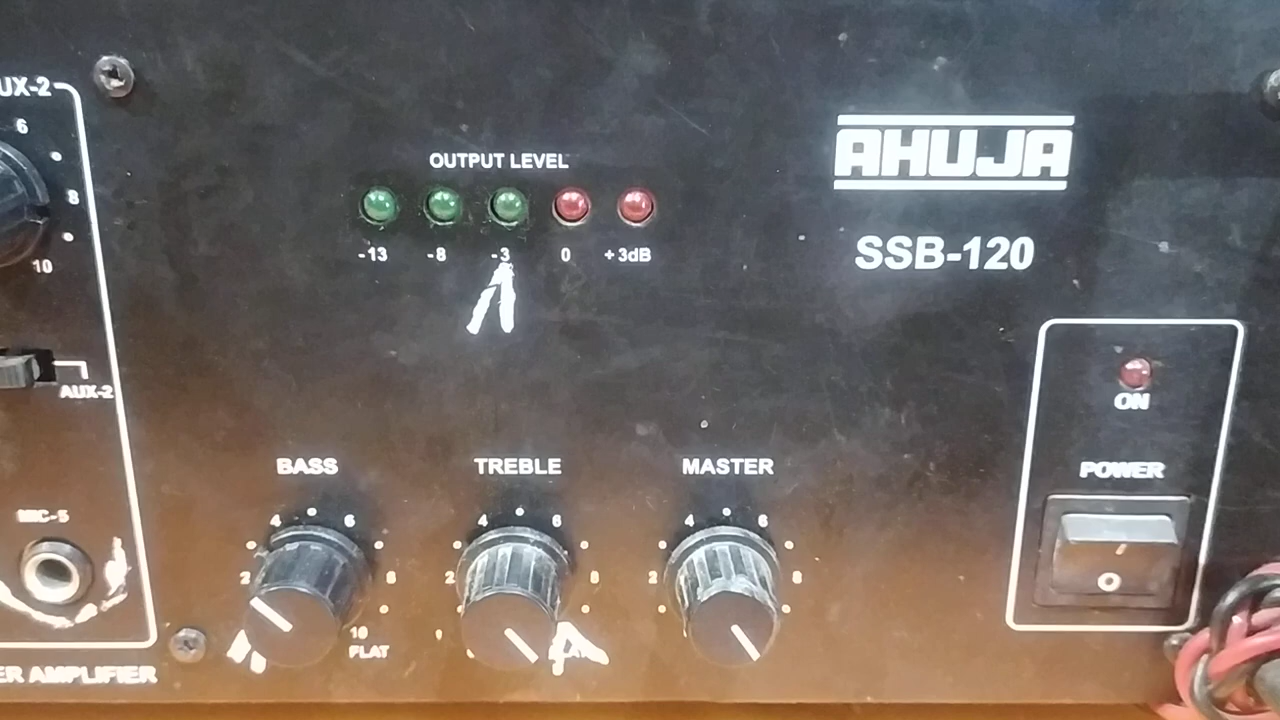 UX-2
6
8
10
AUX-2
MIC-5
ER AMPLIFIER
OUTPUT LEVEL
-13 -8 -3 0 +3dB
AHUJA
SSB-120
ON
POWER
BASS
2 4 6 8 10
FLAT
TREBLE
2 4 6 8
MASTER
2 4 6 8